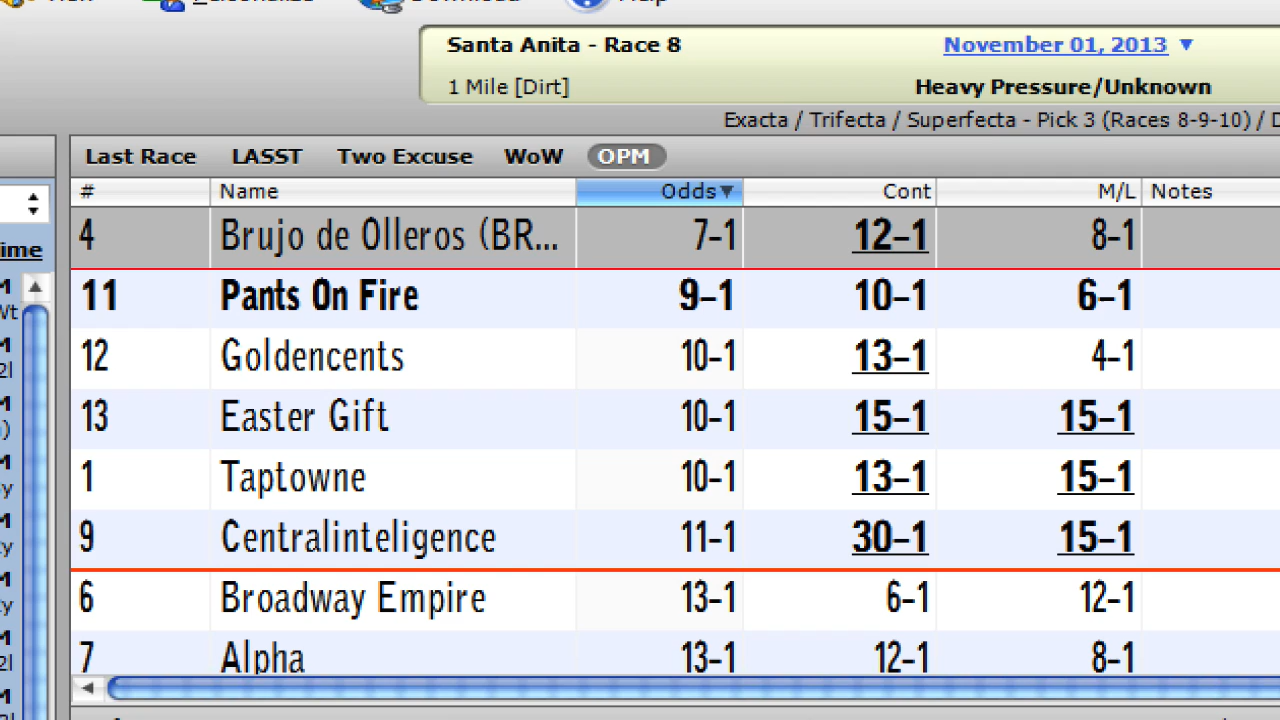 Santa Anita - Race 8 November 01, 2013 ▼
1 Mile [Dirt] Heavy Pressure/Unknown
Exacta / Trifecta / Superfecta - Pick 3 (Races 8-9-10) /
Last Race LASST Two Excuse WoW OPM
# Name Odds▼ Cont M/L Notes
4 Brujo de Olleros (BR... 7-1 12-1 8-1
11 Pants On Fire 9-1 10-1 6-1
12 Goldencents 10-1 13-1 4-1
13 Easter Gift 10-1 15-1 15-1
1 Taptowne 10-1 13-1 15-1
9 Centralinteligence 11-1 30-1 15-1
6 Broadway Empire 13-1 6-1 12-1
7 Alpha 13-1 12-1 8-1